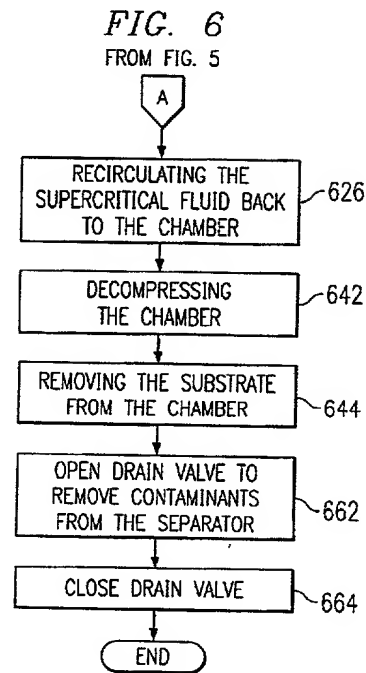 FIG. 6
FROM FIG. 5
A
RECIRCULATING THE
SUPERCRITICAL FLUID BACK
TO THE CHAMBER
626
DECOMPRESSING
THE CHAMBER
642
REMOVING THE SUBSTRATE
FROM THE CHAMBER
644
OPEN DRAIN VALVE TO
REMOVE CONTAMINANTS
FROM THE SEPARATOR
662
CLOSE DRAIN VALVE
664
END